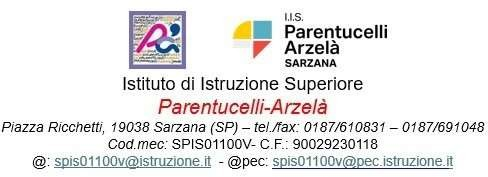 I.I.S.
Parentucelli
Arzelà
SARZANA
Istituto di Istruzione Superiore
Parentucelli-Arzelà
Piazza Ricchetti, 19038 Sarzana (SP) – tel./fax: 0187/610831 – 0187/691048
Cod.mec: SPIS01100V- C.F.: 90029230118
@: spis01100v@istruzione.it - @pec: spis01100v@pec.istruzione.it